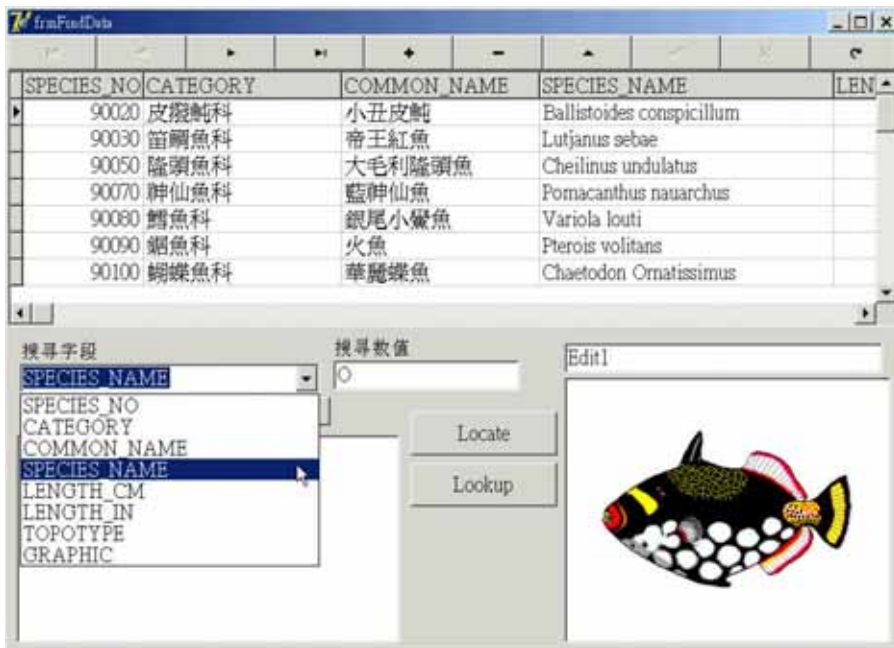 frmFindData
SPECIES_NO CATEGORY COMMON_NAME SPECIES_NAME LEN
90020 皮撥魨科 小丑皮魨 Ballistoides conspicillum
90030 笛鯛魚科 帝王紅魚 Lutjanus sebae
90050 隆頭魚科 大毛利隆頭魚 Cheilinus undulatus
90070 神仙魚科 藍神仙魚 Pomacanthus nauarchus
90080 鱈魚科 銀尾小鸞魚 Variola louti
90090 鋸魚科 火魚 Pterois volitans
90100 蝴蝶魚科 華麗蝶魚 Chaetodon Ornatissimus
搜尋字段 搜尋數值
SPECIES_NAME O Edit1
SPECIES_NO
CATEGORY
COMMON_NAME
SPECIES_NAME
LENGTH_CM
LENGTH_IN
TOPOTYPE
GRAPHIC
Locate
Lookup